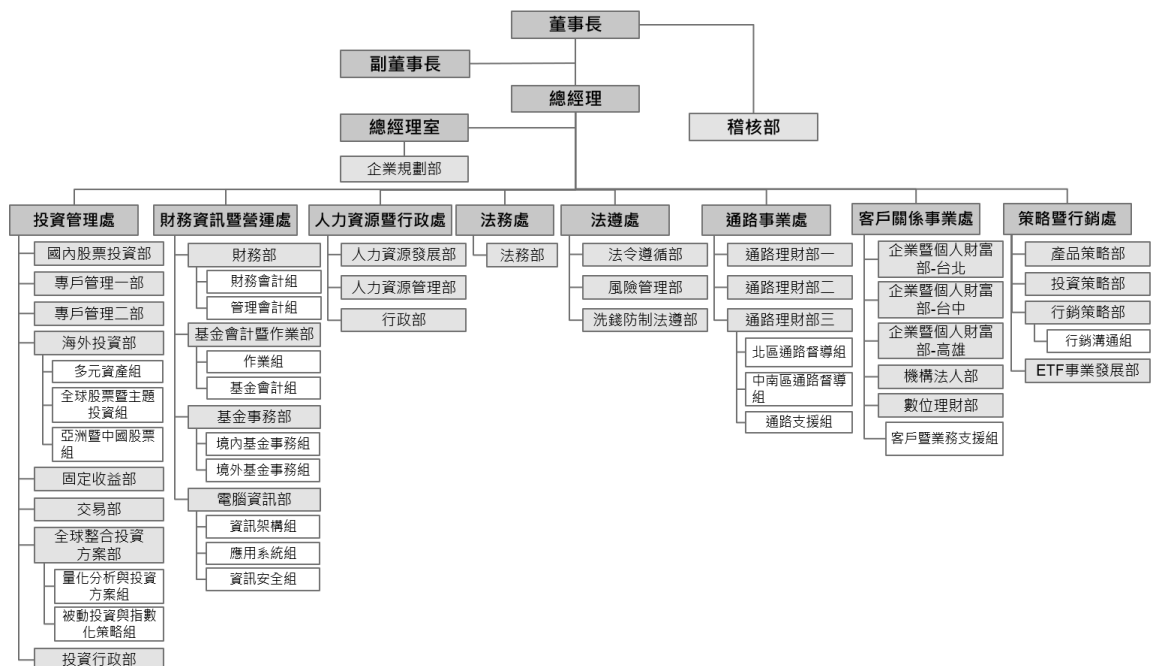 董事長
副董事長
總經理
總經理室
稽核部
企業規劃部
投資管理處
國內股票投資部
專戶管理一部
專戶管理二部
海外投資部
多元資產組
全球股票暨主題
投資組
亞洲暨中國股票
組
固定收益部
交易部
全球整合投資
方案部
量化分析與投資
方案組
被動投資與指數
化策略組
投資行政部
財務資訊暨營運處
財務部
財務會計組
管理會計組
基金會計暨作業部
作業組
基金會計組
基金事務部
境內基金事務組
境外基金事務組
電腦資訊部
資訊架構組
應用系統組
資訊安全組
人力資源暨行政處
人力資源發展部
人力資源管理部
行政部
法務處
法務部
法遵處
法令遵循部
風險管理部
洗錢防制法遵部
通路事業處
通路理財部一
通路理財部二
通路理財部三
北區通路督導組
中南區通路督導
組
通路支援組
客戶關係事業處
企業暨個人財富
部-台北
企業暨個人財富
部-台中
企業暨個人財富
部-高雄
機構法人部
數位理財部
客戶暨業務支援組
策略暨行銷處
產品策略部
投資策略部
行銷策略部
行銷溝通組
ETF事業發展部